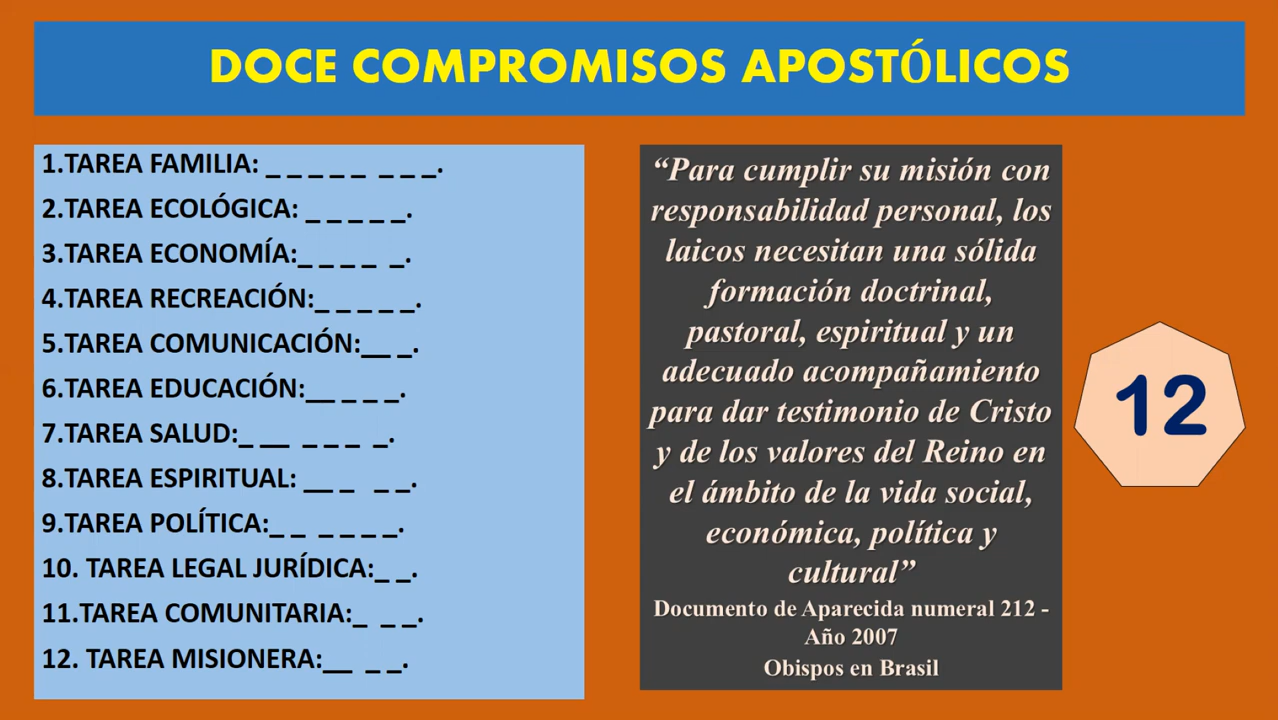 DOCE COMPROMISOS APOSTÓLICOS
1.TAREA FAMILIA: _ _ _ _ _  _ _ _.
2.TAREA ECOLÓGICA: _ _ _ _ _.
3.TAREA ECONOMÍA:_ _ _ _  _.
4.TAREA RECREACIÓN:_ _ _ _ _.
5.TAREA COMUNICACIÓN:__ _.
6.TAREA EDUCACIÓN:__ _ _ _.
7.TAREA SALUD:_ __  _ _ _  _.
8.TAREA ESPIRITUAL: __ _   _ _.
9.TAREA POLÍTICA:_ _  _ _ _ _.
10. TAREA LEGAL JURÍDICA:_ _.
11.TAREA COMUNITARIA:_  _ _.
12. TAREA MISIONERA:__  _ _.
“Para cumplir su misión con
responsabilidad personal, los
laicos necesitan una sólida
formación doctrinal,
pastoral, espiritual y un
adecuado acompañamiento
para dar testimonio de Cristo
y de los valores del Reino en
el ámbito de la vida social,
económica, política y
cultural”
Documento de Aparecida numeral 212 -
Año 2007
Obispos en Brasil
12